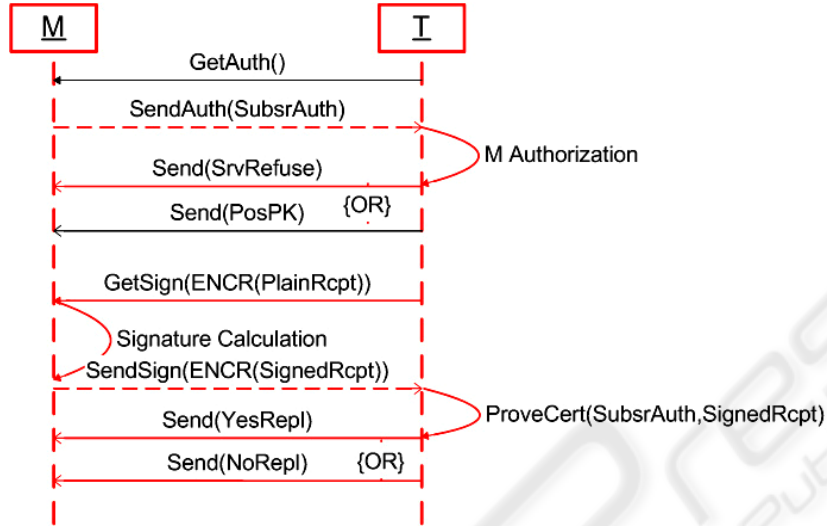 M
T
GetAuth()
SendAuth(SubsrAuth)
M Authorization
Send(SrvRefuse)
{OR}
Send(PosPK)
GetSign(ENCR(PlainRcpt))
Signature Calculation
SendSign(ENCR(SignedRcpt))
ProveCert(SubsrAuth,SignedRcpt)
Send(YesRepl)
Send(NoRepl)
{OR}